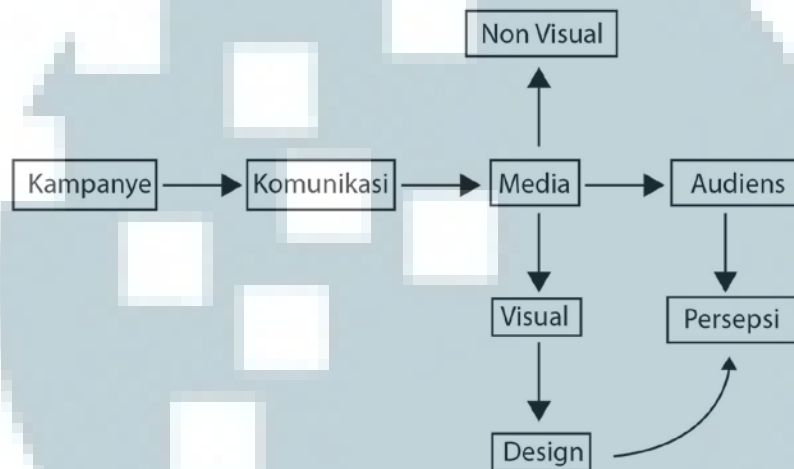 Non Visual
Kampanye
Komunikasi
Media
Audiens
Visual
Persepsi
Design